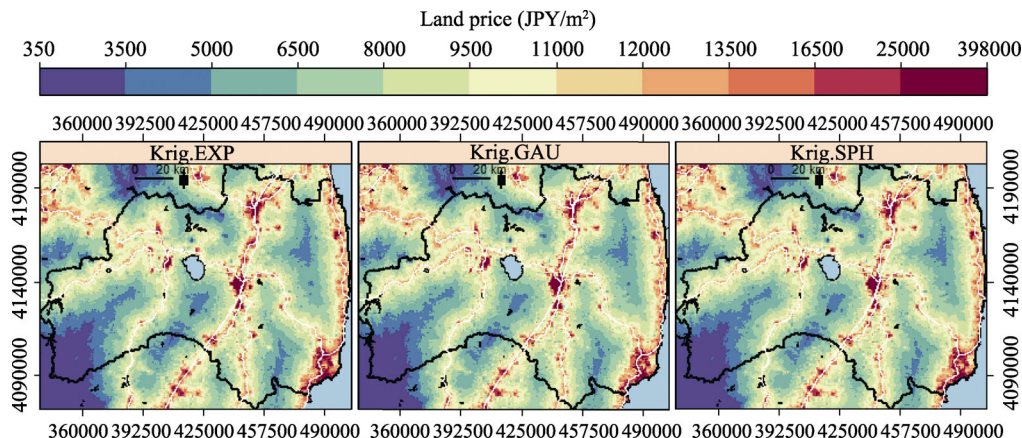 Land price (JPY/m²)
350 3500 5000 6500 8000 9500 11000 12000 13500 16500 25000 398000
360000 392500 425000 457500 490000 360000 392500 425000 457500 490000 360000 392500 425000 457500 490000
Krig.EXP Krig.GAU Krig.SPH
0 20 km 0 20 km 0 20 km
4190000 4190000
4140000 4140000
4090000 4090000
360000 392500 425000 457500 490000 360000 392500 425000 457500 490000 360000 392500 425000 457500 490000